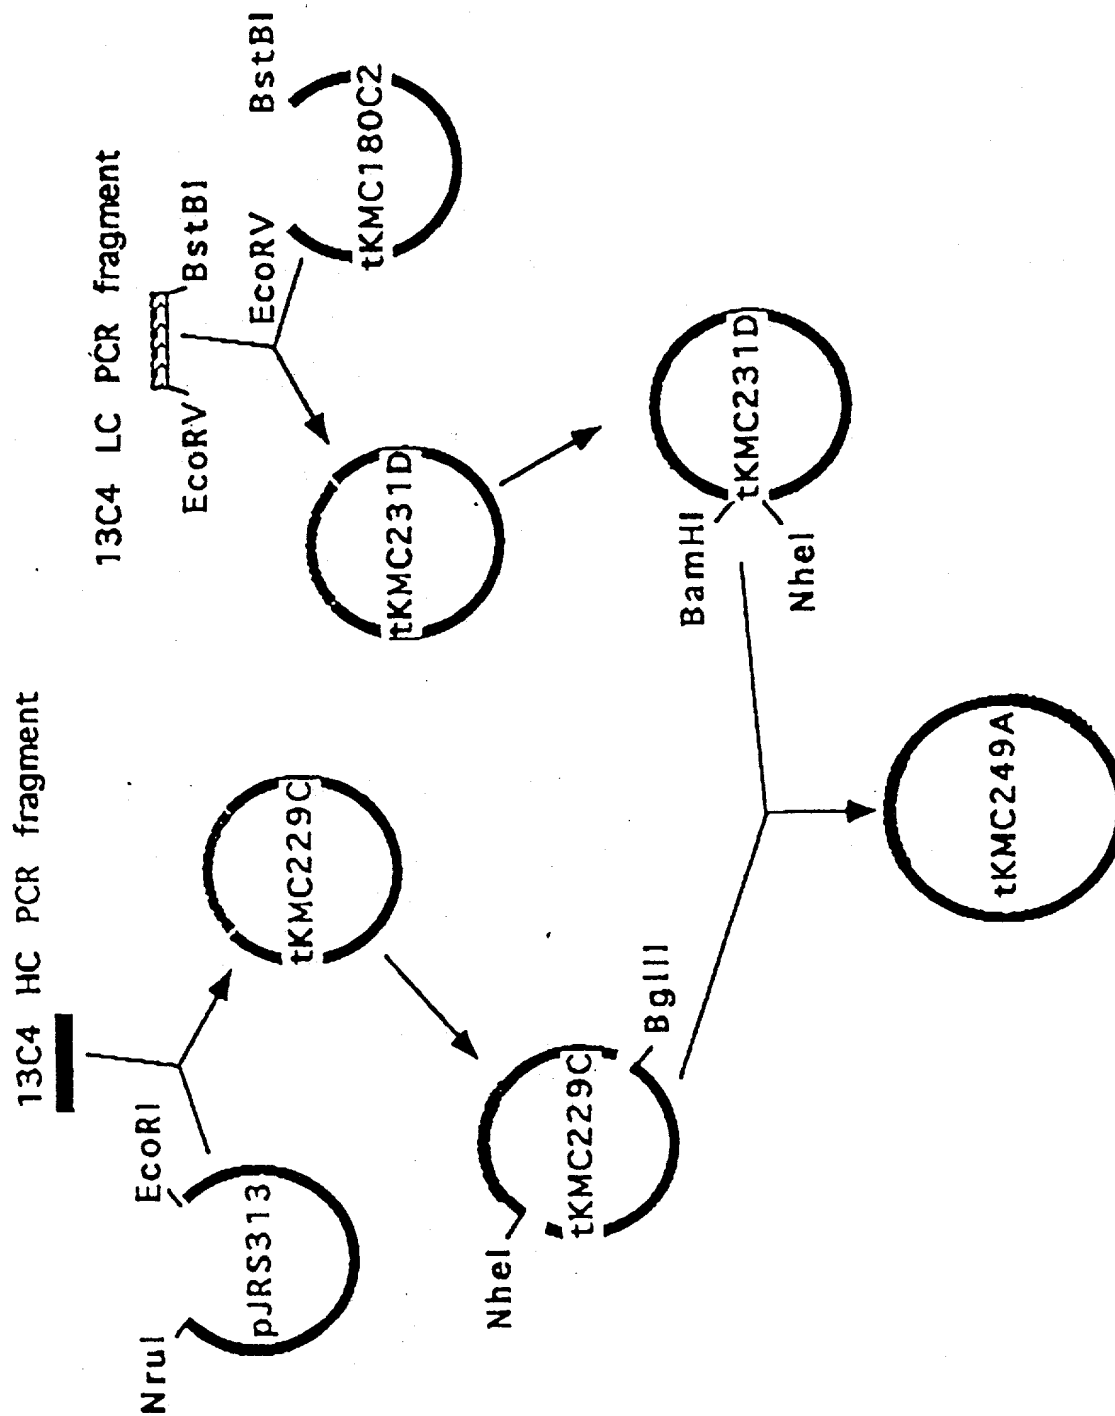 13C4 HC PCR fragment
NruI
EcoRI
pJRS313
tKMC229C
NheI
tKMC229C
BglII
13C4 LC PCR fragment
EcoRV
BstBI
EcoRV
BstBI
tKMC180C2
tKMC231D
BamHI
NheI
tKMC231D
tKMC249A